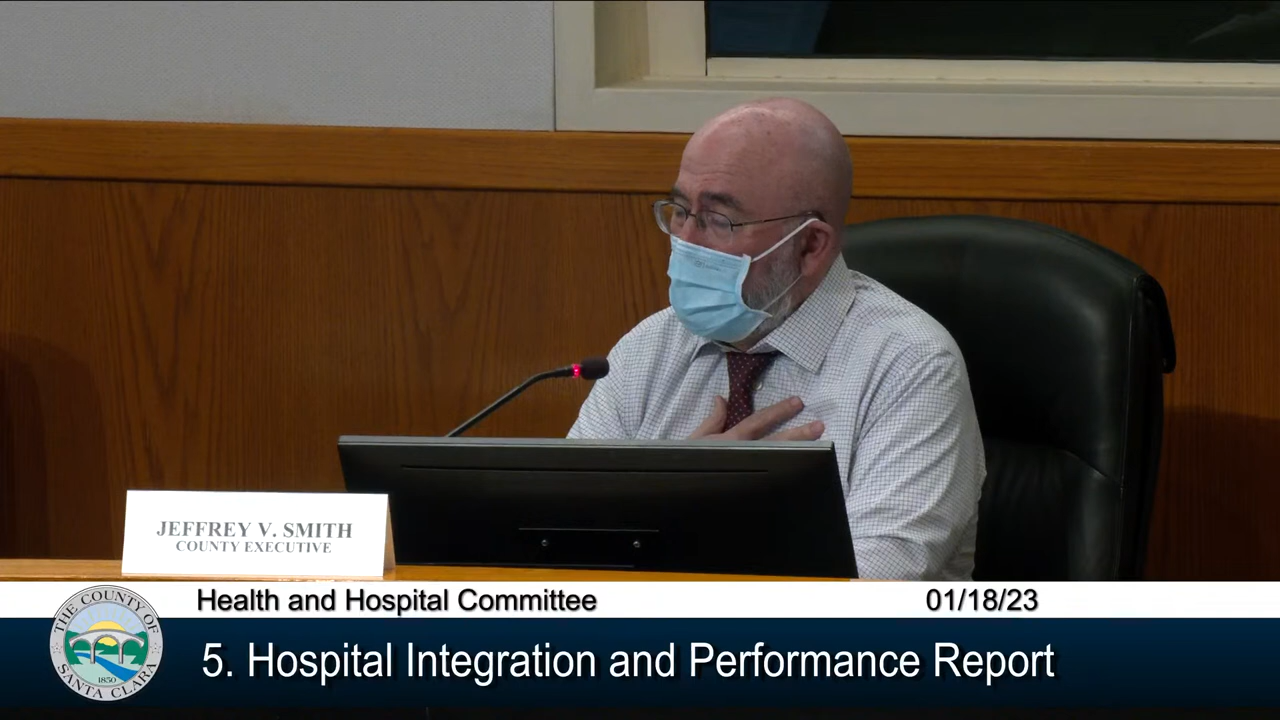 JEFFREY V. SMITH
COUNTY EXECUTIVE
Health and Hospital Committee
01/18/23
THE COUNTY OF SANTA CLARA
1850
5. Hospital Integration and Performance Report